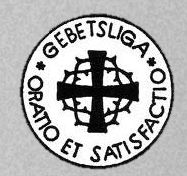 * GEBETSLIGA *
ORATIO ET SATISFACTIO